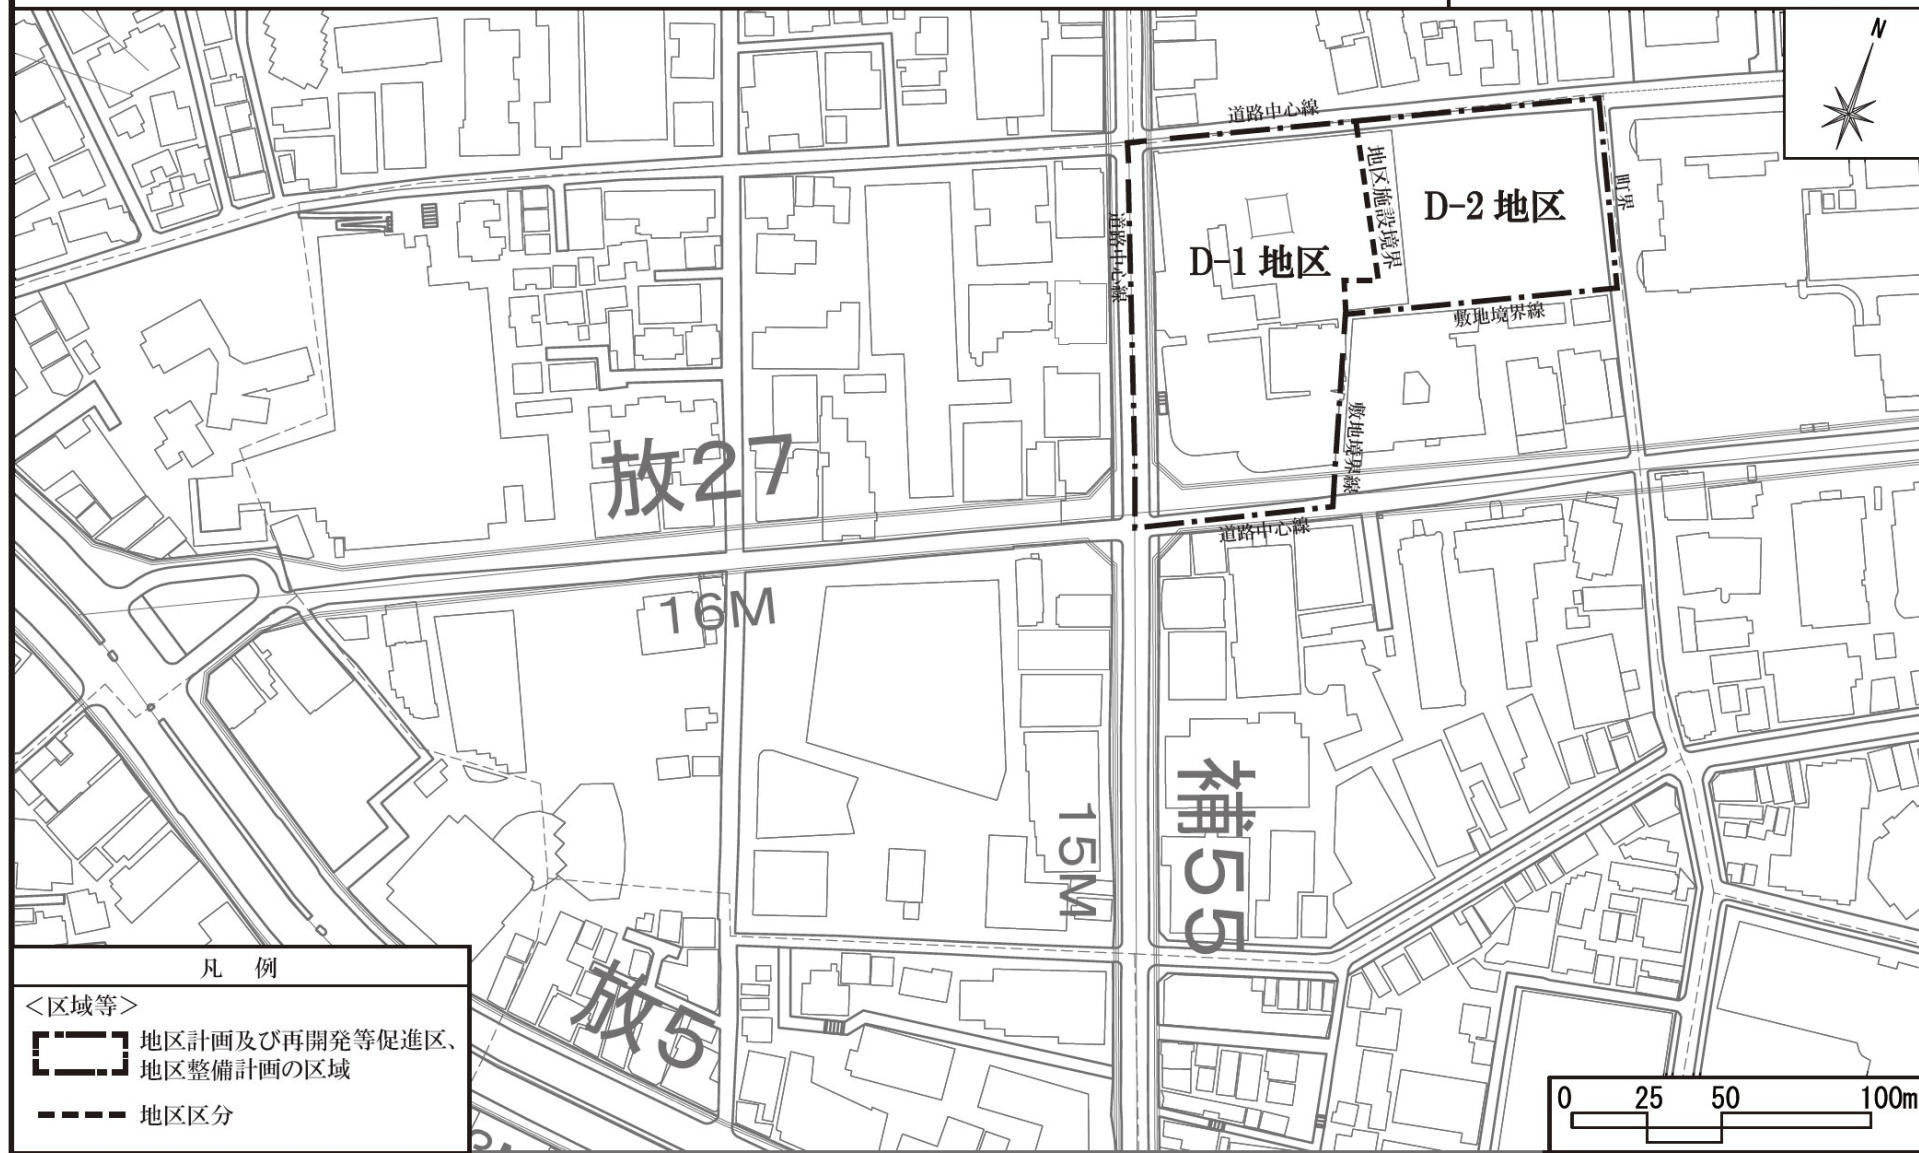 N
道路中心線
地区施設境界
D-2 地区
町界
道路中心線
D-1 地区
敷地境界線
敷地境界線
放27
道路中心線
16M
補55
15M
放5
凡 例
＜区域等＞
地区計画及び再開発等促進区、
地区整備計画の区域
地区区分
0 25 50 100m